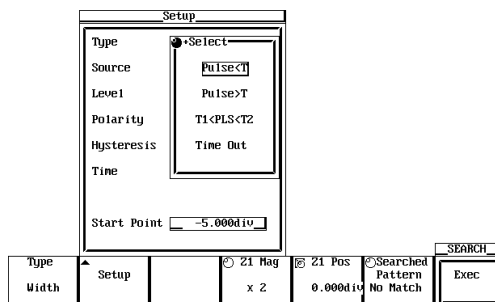 Setup
Type
Select
Source
Pulse<T
Level
Pulse>T
Polarity
T1<PLS<T2
Hysteresis
Time Out
Time
Start Point
-5.000div
SEARCH
Type
Width
Setup
Z1 Mag
x 2
Z1 Pos
0.000div
Searched
Pattern
No Match
Exec